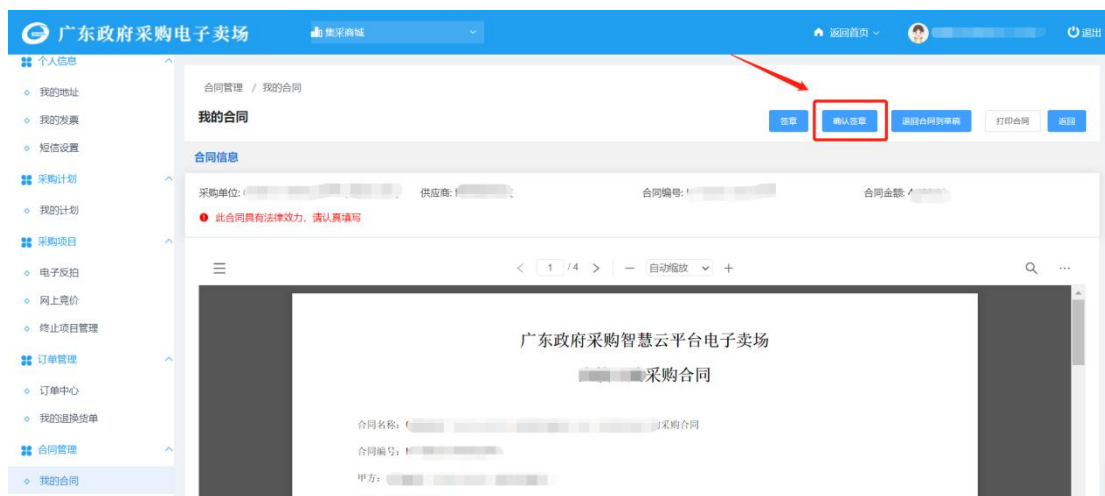 广东政府采购电子卖场
集采商城
返回首页
退出
个人信息
我的地址
我的发票
短信设置
采购计划
我的计划
采购项目
电子反拍
网上竞价
终止项目管理
订单管理
订单中心
我的退换货单
合同管理
我的合同
合同管理 / 我的合同
我的合同
签章 确认签章 退回合同到草稿 打印合同 返回
合同信息
采购单位: 供应商: 合同编号: 合同金额:
此合同具有法律效力，请认真填写
1 / 4 自动缩放
广东政府采购智慧云平台电子卖场
采购合同
合同名称: 采购合同
合同编号:
甲方: